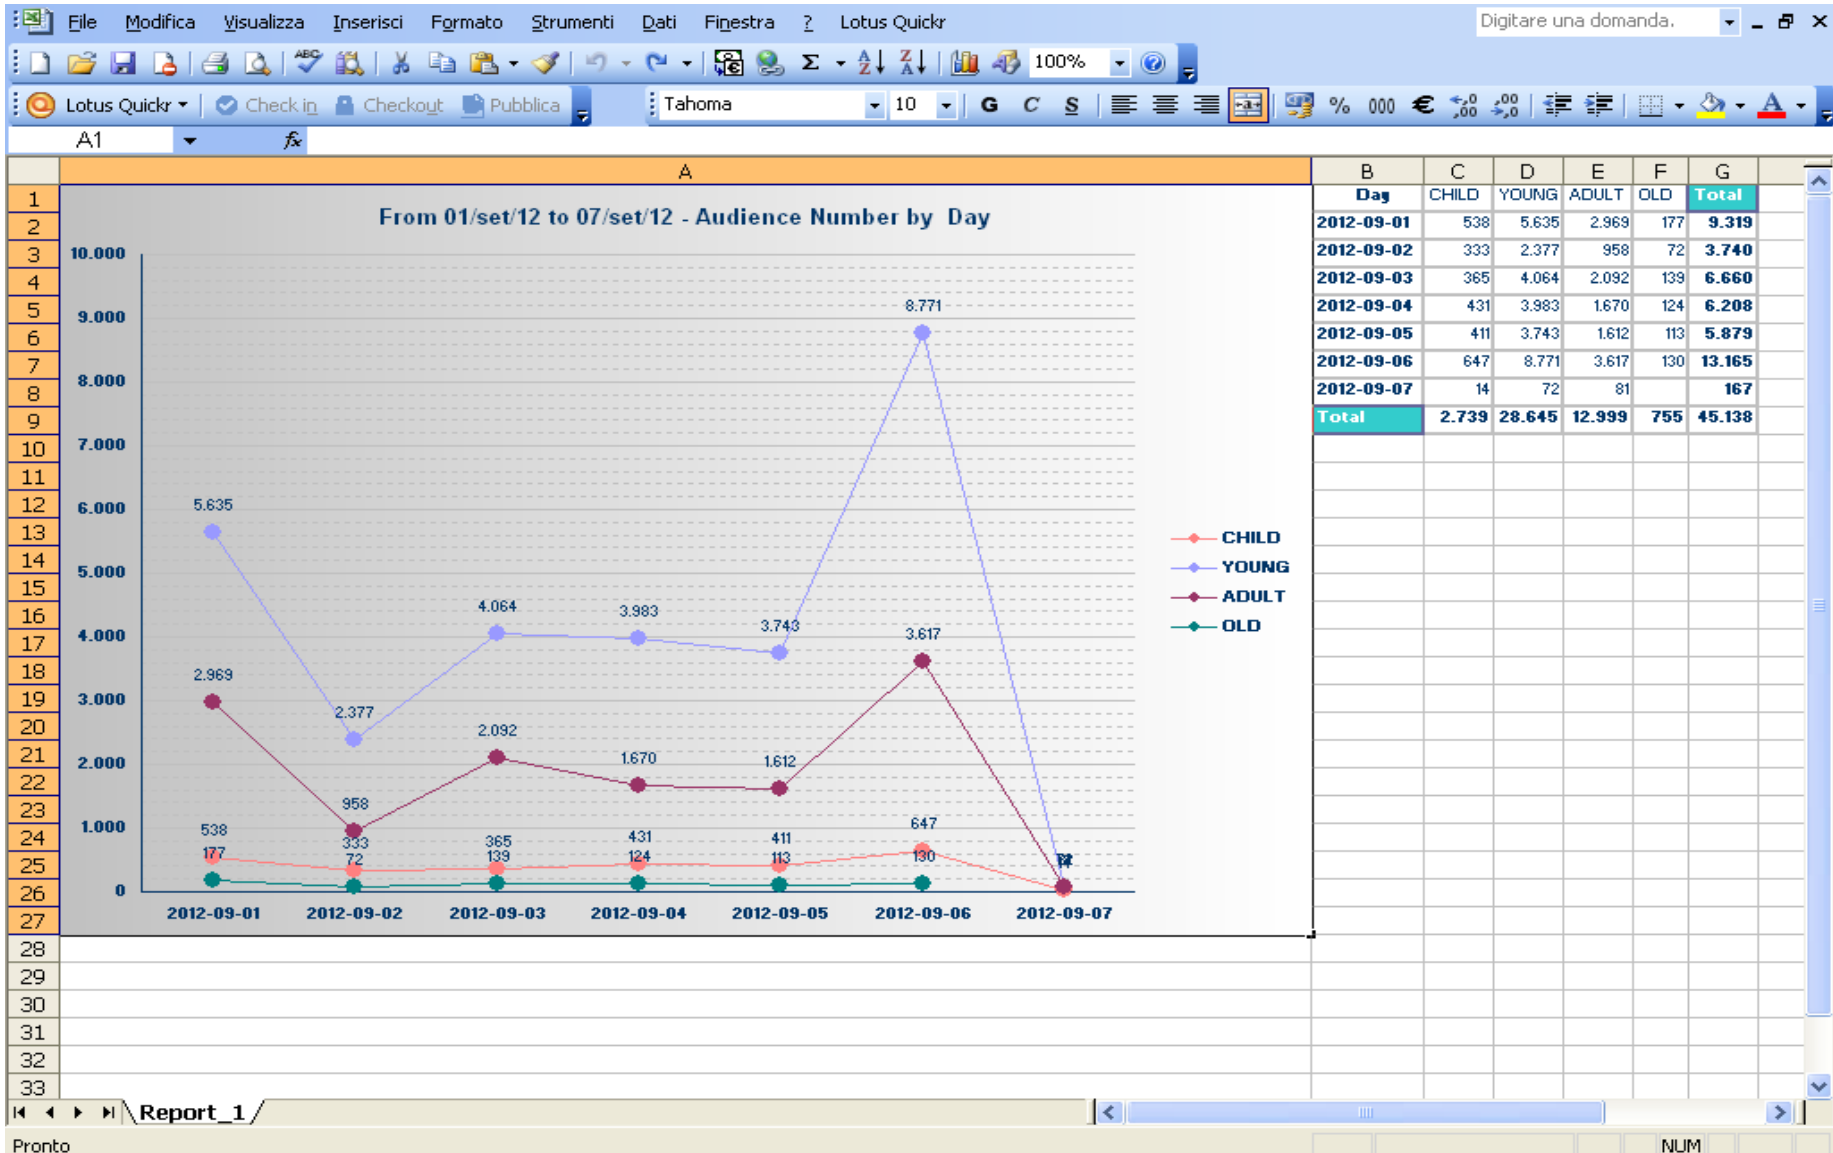 File Modifica Visualizza Inserisci Formato Strumenti Dati Finestra ? Lotus Quickr Digitare una domanda.
ABC Σ A Z Z A 100%
Lotus Quickr Check in Checkout Pubblica Tahoma 10 G C S % 000 €
A1 fx
A B C D E F G
1 Day CHILD YOUNG ADULT OLD Total
2 2012-09-01 538 5.635 2.969 177 9.319
3 2012-09-02 333 2.377 958 72 3.740
4 2012-09-03 365 4.064 2.092 139 6.660
5 2012-09-04 431 3.983 1.670 124 6.208
6 2012-09-05 411 3.743 1.612 113 5.879
7 2012-09-06 647 8.771 3.617 130 13.165
8 2012-09-07 14 72 81 167
9 Total 2.739 28.645 12.999 755 45.138
10
11
12
13
14
15
16
17
18
19
20
21
22
23
24
25
26
27
28
29
30
31
32
33
From 01/set/12 to 07/set/12 - Audience Number by Day
10.000
9.000
8.771
8.000
7.000
6.000
5.635
5.000
4.064 3.983 3.743 3.617
4.000
2.969
3.000
2.377
2.092 1.670 1.612
2.000
958
1.000
538 333 365 431 411 647
177 72 139 124 113 130
0
2012-09-01 2012-09-02 2012-09-03 2012-09-04 2012-09-05 2012-09-06 2012-09-07
CHILD
YOUNG
ADULT
OLD
Report_1
Pronto NUM